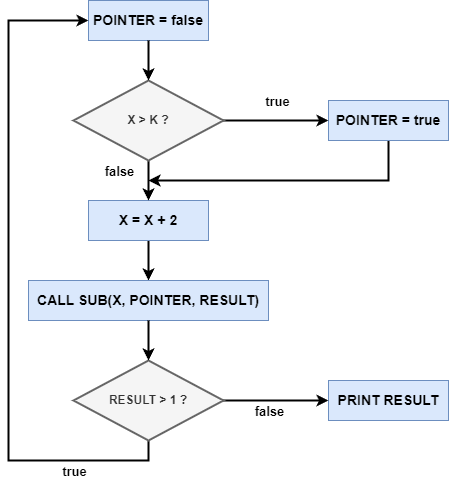 POINTER = false
X > K ?
true
POINTER = true
false
X = X + 2
CALL SUB(X, POINTER, RESULT)
RESULT > 1 ?
false
PRINT RESULT
true